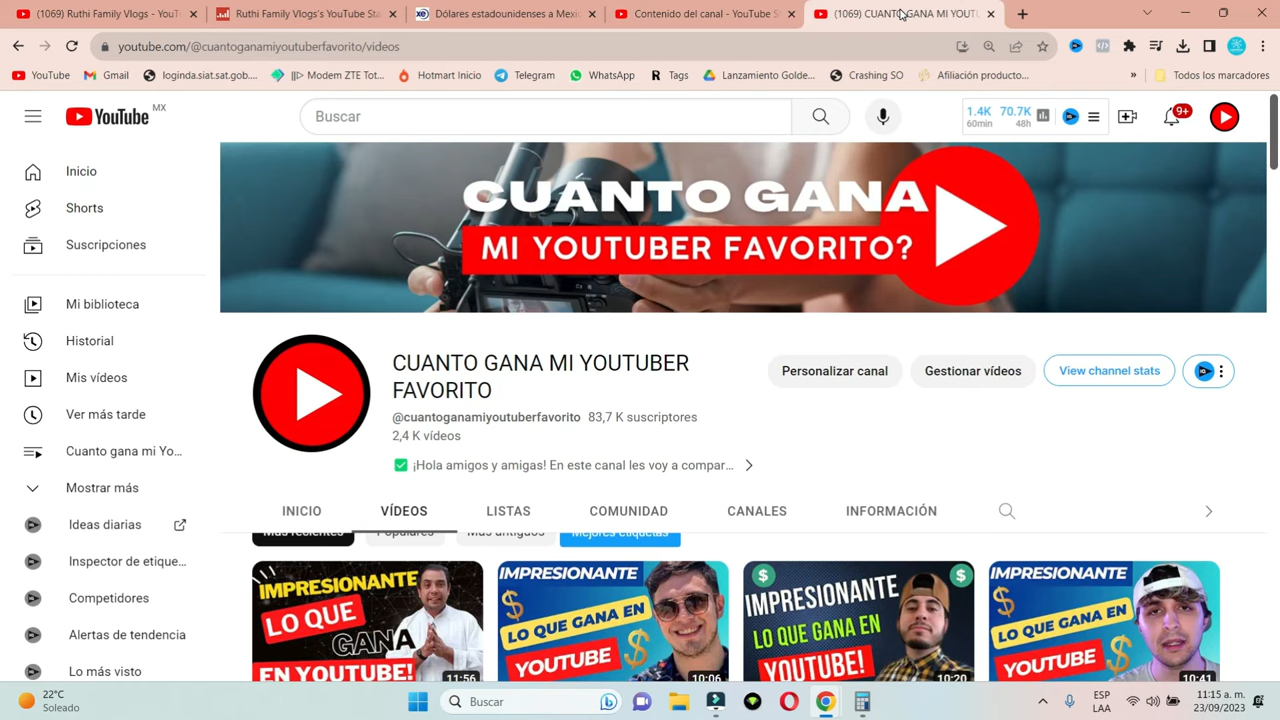 (1069) Ruthi Family Vlogs - YouT
Ruthi Family Vlogs's YouTube Sta
Dólares estadounidenses a Mexic
Contenido del canal - YouTube S
(1069) CUANTO GANA MI YOUTU
youtube.com/@cuantoganamiyoutuberfavorito/videos
YouTube
Gmail
loginda.siat.sat.gob....
||▷ Modem ZTE Tot...
Hotmart Inicio
Telegram
WhatsApp
Tags
Lanzamiento Golde...
Crashing SO
Afiliación producto...
»
Todos los marcadores
YouTube MX
Buscar
1.4K 70.7K
60min 48h
9+
Inicio
Shorts
Suscripciones
Mi biblioteca
Historial
Mis vídeos
Ver más tarde
Cuanto gana mi Yo...
Mostrar más
Ideas diarias
Inspector de etique...
Competidores
Alertas de tendencia
Lo más visto
CUANTO GANA
MI YOUTUBER FAVORITO?
CUANTO GANA MI YOUTUBER
FAVORITO
@cuantoganamiyoutuberfavorito 83,7 K suscriptores
2,4 K vídeos
¡Hola amigos y amigas! En este canal les voy a compar...
Personalizar canal
Gestionar vídeos
View channel stats
INICIO
VÍDEOS
LISTAS
COMUNIDAD
CANALES
INFORMACIÓN
Más recientes
Populares
Más antiguos
Mejores etiquetas
IMPRESIONANTE
LO QUE
GANA
EN YOUTUBE!
11:56
IMPRESIONANTE
LO QUE GANA EN
YOUTUBE
10:06
IMPRESIONANTE
LO QUE GANA EN
YOUTUBE!
10:20
IMPRESIONANTE
LO QUE GANA EN
YOUTUBE
10:41
22°C
Soleado
Buscar
ESP
LAA
11:15 a. m.
23/09/2023